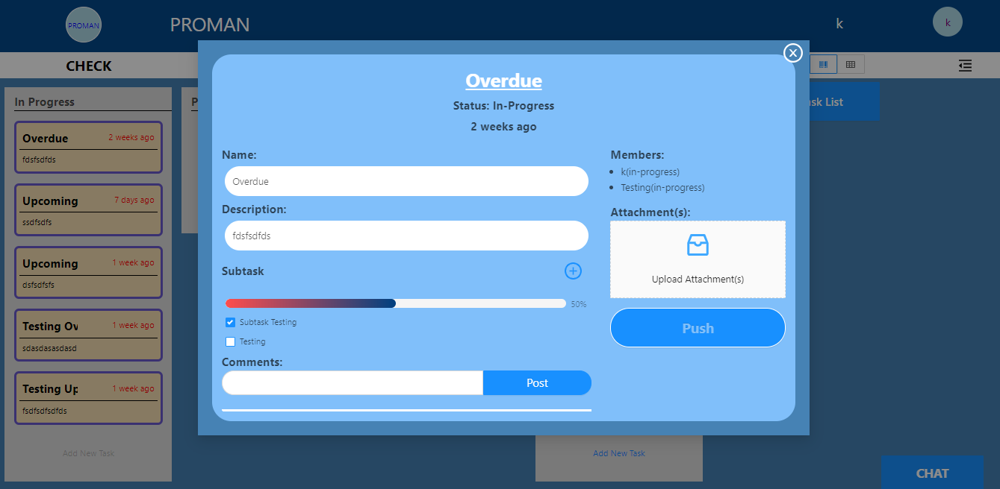 PROMAN
PROMAN
k
k
CHECK
In Progress
Overdue
2 weeks ago
fdsfsdfds
Upcoming
7 days ago
ssdfsdfs
Upcoming
1 week ago
dsfsdfsfs
Testing Ov
1 week ago
sdasdasasdasd
Testing Up
1 week ago
fsdfsdfsdfds
Add New Task
P
Overdue
Status: In-Progress
2 weeks ago
Name:
Overdue
Description:
fdsfsdfds
Subtask
50%
Subtask Testing
Testing
Comments:
Post
Members:
k(in-progress)
Testing(in-progress)
Attachment(s):
Upload Attachment(s)
Push
sk List
Add New Task
CHAT